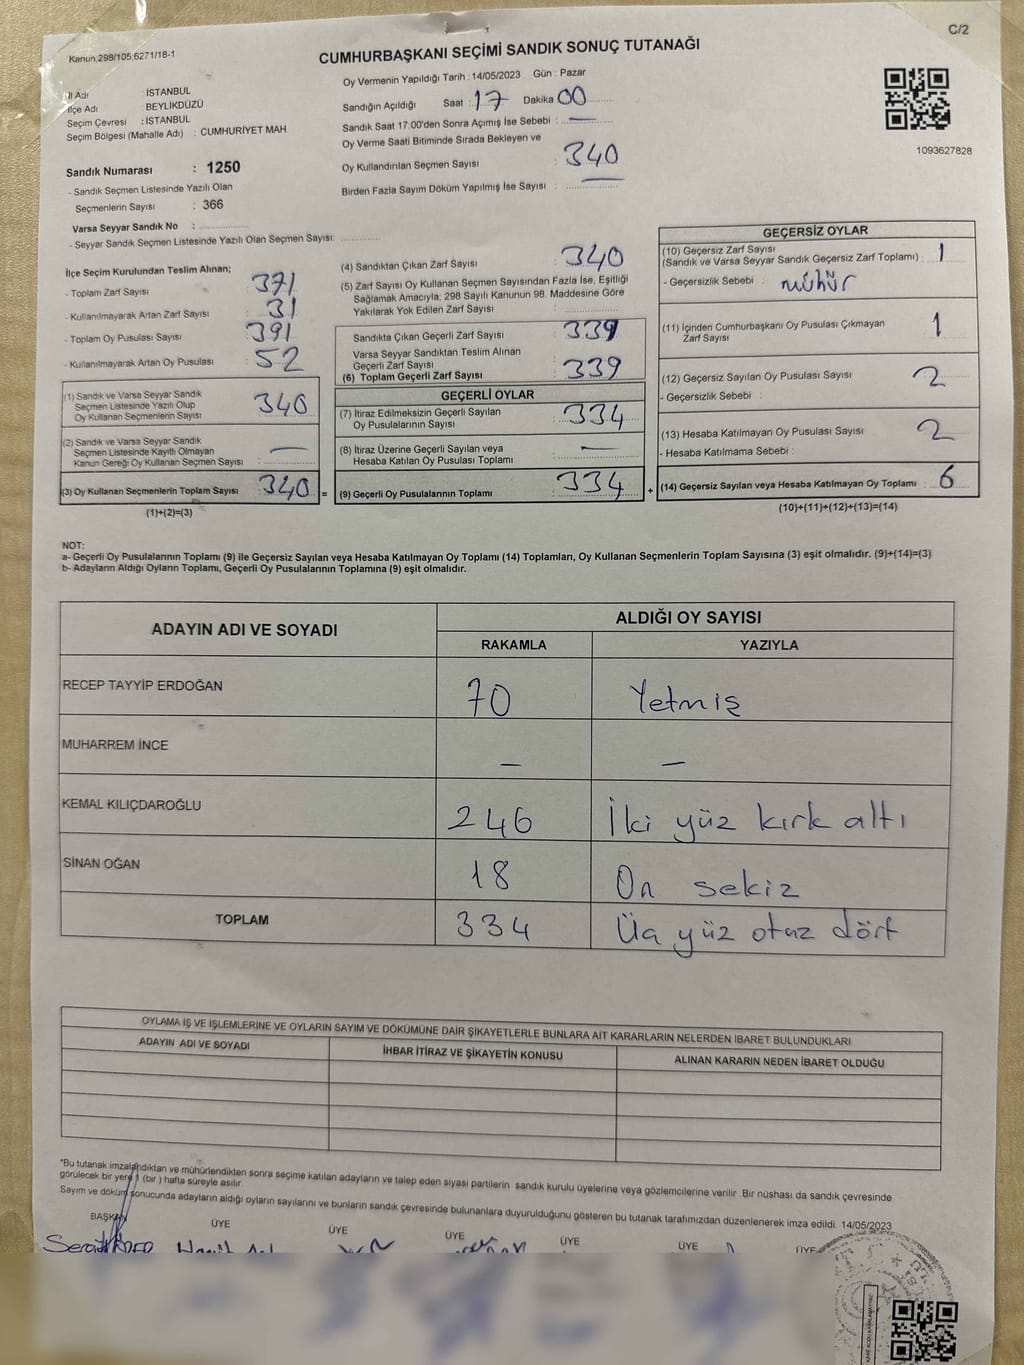 Kanun,298/105,6271/18-1
C/2
CUMHURBAŞKANI SEÇİMİ SANDIK SONUÇ TUTANAĞI
İl Adı : İSTANBUL
İlçe Adı : BEYLİKDÜZÜ
Seçim Çevresi : İSTANBUL
Seçim Bölgesi (Mahalle Adı) : CUMHURİYET MAH.
Sandık Numarası : 1250
- Sandık Seçmen Listesinde Yazılı Olan
Seçmenlerin Sayısı : 366
Varsa Seyyar Sandık No :
- Seyyar Sandık Seçmen Listesinde Yazılı Olan Seçmen Sayısı:
Oy Vermenin Yapıldığı Tarih : 14/05/2023 Gün : Pazar
Sandığın Açıldığı Saat : 17 Dakika 00
Sandık Saat 17:00'den Sonra Açımış İse Sebebi : —
Oy Verme Saati Bitiminde Sırada Bekleyen ve
Oy Kullandırılan Seçmen Sayısı : 340
Birden Fazla Sayım Döküm Yapılmış İse Sayısı : —
1093627828
İlçe Seçim Kurulundan Teslim Alınan;
- Toplam Zarf Sayısı : 371
- Kullanılmayarak Artan Zarf Sayısı : 31
- Toplam Oy Pusulası Sayısı : 391
- Kullanılmayarak Artan Oy Pusulası : 52
(1) Sandık ve Varsa Seyyar Sandık
Seçmen Listesinde Yazılı Olup
Oy Kullanan Seçmenlerin Sayısı : 340
(2) Sandık ve Varsa Seyyar Sandık
Seçmen Listesinde Kayıtlı Olmayan
Kanun Gereği Oy Kullanan Seçmen Sayısı : —
(3) Oy Kullanan Seçmenlerin Toplam Sayısı : 340 =
(1)+(2)=(3)
(4) Sandıktan Çıkan Zarf Sayısı : 340
(5) Zarf Sayısı Oy Kullanan Seçmen Sayısından Fazla İse, Eşitliği
Sağlamak Amacıyla, 298 Sayılı Kanunun 98. Maddesine Göre
Yakılarak Yok Edilen Zarf Sayısı :
Sandıkta Çıkan Geçerli Zarf Sayısı : 339
Varsa Seyyar Sandıktan Teslim Alınan
Geçerli Zarf Sayısı :
(6) Toplam Geçerli Zarf Sayısı : 339
GEÇERLİ OYLAR
(7) İtiraz Edilmeksizin Geçerli Sayılan
Oy Pusulalarının Sayısı : 334
(8) İtiraz Üzerine Geçerli Sayılan veya
Hesaba Katılan Oy Pusulası Toplamı : —
(9) Geçerli Oy Pusulalarının Toplamı : 334 +
GEÇERSİZ OYLAR
(10) Geçersiz Zarf Sayısı
(Sandık ve Varsa Seyyar Sandık Geçersiz Zarf Toplamı) : 1
- Geçersizlik Sebebi : mühür
(11) İçinden Cumhurbaşkanı Oy Pusulası Çıkmayan
Zarf Sayısı : 1
(12) Geçersiz Sayılan Oy Pusulası Sayısı : 2
- Geçersizlik Sebebi :
(13) Hesaba Katılmayan Oy Pusulası Sayısı : 2
- Hesaba Katılmama Sebebi :
(14) Geçersiz Sayılan veya Hesaba Katılmayan Oy Toplamı : 6
(10)+(11)+(12)+(13)=(14)
NOT:
a- Geçerli Oy Pusulalarının Toplamı (9) ile Geçersiz Sayılan veya Hesaba Katılmayan Oy Toplamı (14) Toplamları, Oy Kullanan Seçmenlerin Toplam Sayısına (3) eşit olmalıdır. (9)+(14)=(3)
b- Adayların Aldığı Oyların Toplamı, Geçerli Oy Pusulalarının Toplamına (9) eşit olmalıdır.
ADAYIN ADI VE SOYADI ALDIĞI OY SAYISI
RAKAMLA YAZIYLA
RECEP TAYYİP ERDOĞAN 70 Yetmiş
MUHARREM İNCE — —
KEMAL KILIÇDAROĞLU 246 İki yüz kırk altı
SİNAN OĞAN 18 On sekiz
TOPLAM 334 Üç yüz otuz dört
OYLAMA İŞ VE İŞLEMLERİNE VE OYLARIN SAYIM VE DÖKÜMÜNE DAİR ŞİKAYETLERLE BUNLARA AİT KARARLARIN NELERDEN İBARET BULUNDUKLARI
ADAYIN ADI VE SOYADI İHBAR İTİRAZ VE ŞİKAYETİN KONUSU ALINAN KARARIN NEDEN İBARET OLDUĞU
*Bu tutanak imzalandıktan ve mühürlendikten sonra seçime katılan adayların ve talep eden siyasi partilerin sandık kurulu üyelerine veya gözlemcilerine verilir. Bir nüshası da sandık çevresinde
görülecek bir yere 1 (bir) hafta süreyle asılır.
Sayım ve döküm sonucunda adayların aldığı oyların sayılarını ve bunların sandık çevresinde bulunanlara duyurulduğunu gösteren bu tutanak tarafımızdan düzenlenerek imza edildi. 14/05/2023
BAŞKAN ÜYE ÜYE ÜYE ÜYE ÜYE ÜYE